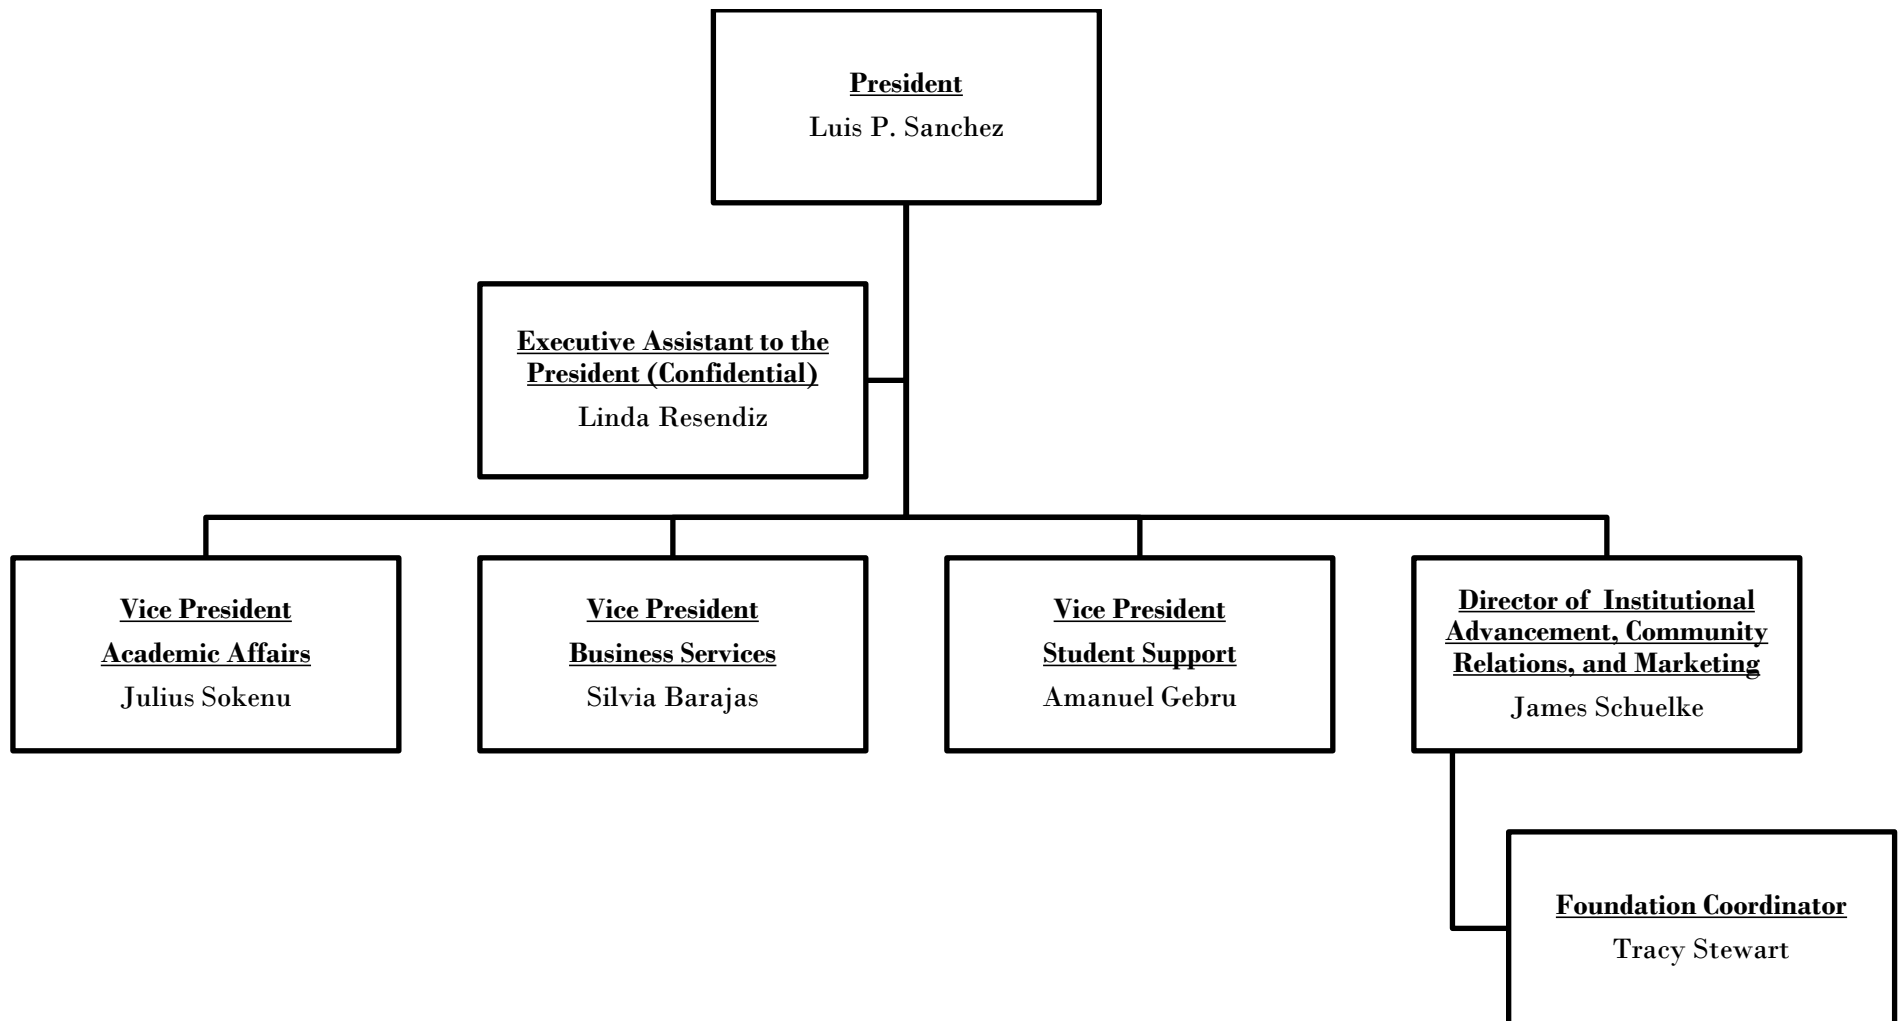 President
Luis P. Sanchez
Executive Assistant to the
President (Confidential)
Linda Resendiz
Vice President
Academic Affairs
Julius Sokenu
Vice President
Business Services
Silvia Barajas
Vice President
Student Support
Amanuel Gebru
Director of  Institutional
Advancement, Community
Relations, and Marketing
James Schuelke
Foundation Coordinator
Tracy Stewart